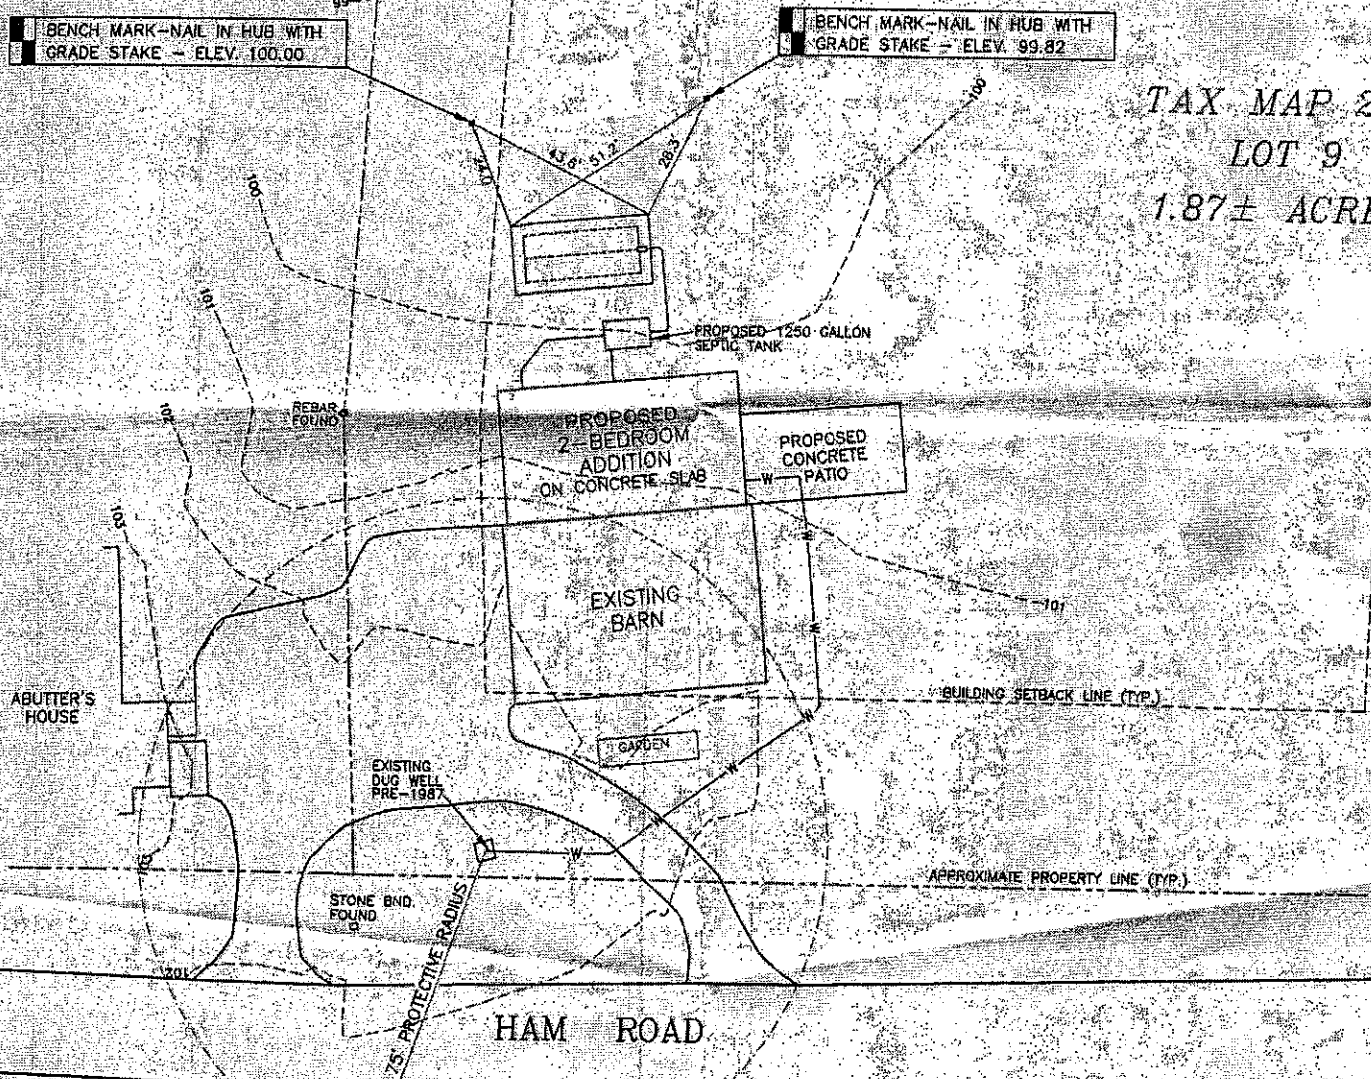 99
BENCH MARK-NAIL IN HUB WITH
GRADE STAKE - ELEV. 100.00
BENCH MARK-NAIL IN HUB WITH
GRADE STAKE - ELEV. 99.82
TAX MAP
LOT 9
1.87± ACR
100
43.6'
51.2'
28.3'
100
101
PROPOSED 1250 GALLON
SEPTIC TANK
REBAR
FOUND
102
PROPOSED
2-BEDROOM
ADDITION
ON CONCRETE SLAB
PROPOSED
CONCRETE
PATIO
W
W
103
EXISTING
BARN
101
W
ABUTTER'S
HOUSE
BUILDING SETBACK LINE (TYP.)
W
GARDEN
EXISTING
DUG WELL
PRE-1987
W
W
W
APPROXIMATE PROPERTY LINE (TYP.)
STONE BND.
FOUND
75' PROTECTIVE RADIUS
102
HAM ROAD